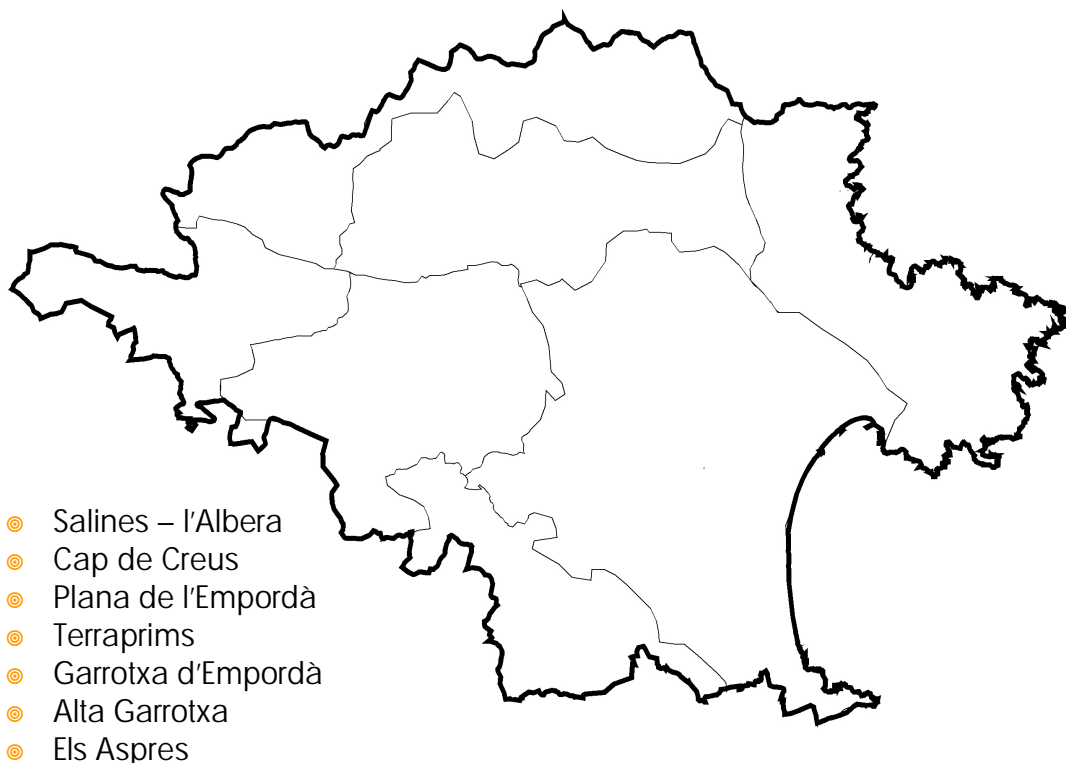 Salines – l'Albera
Cap de Creus
Plana de l'Empordà
Terraprims
Garrotxa d'Empordà
Alta Garrotxa
Els Aspres